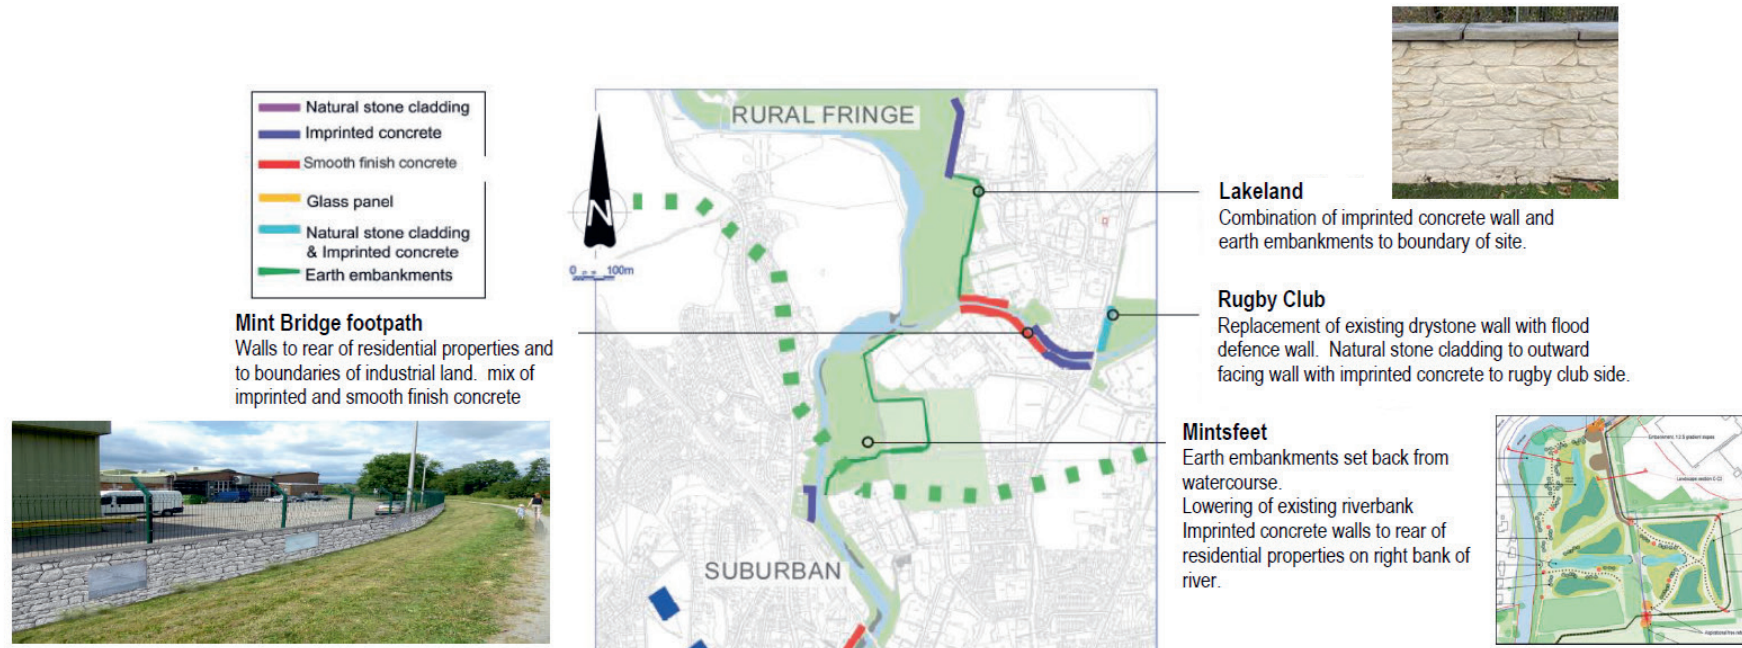 Natural stone cladding
Imprinted concrete
Smooth finish concrete
Glass panel
Natural stone cladding
& Imprinted concrete
Earth embankments
Mint Bridge footpath
Walls to rear of residential properties and
to boundaries of industrial land. mix of
imprinted and smooth finish concrete
RURAL FRINGE
N
0 100m
SUBURBAN
Lakeland
Combination of imprinted concrete wall and
earth embankments to boundary of site.
Rugby Club
Replacement of existing drystone wall with flood
defence wall. Natural stone cladding to outward
facing wall with imprinted concrete to rugby club side.
Mintsfeet
Earth embankments set back from
watercourse.
Lowering of existing riverbank
Imprinted concrete walls to rear of
residential properties on right bank of
river.